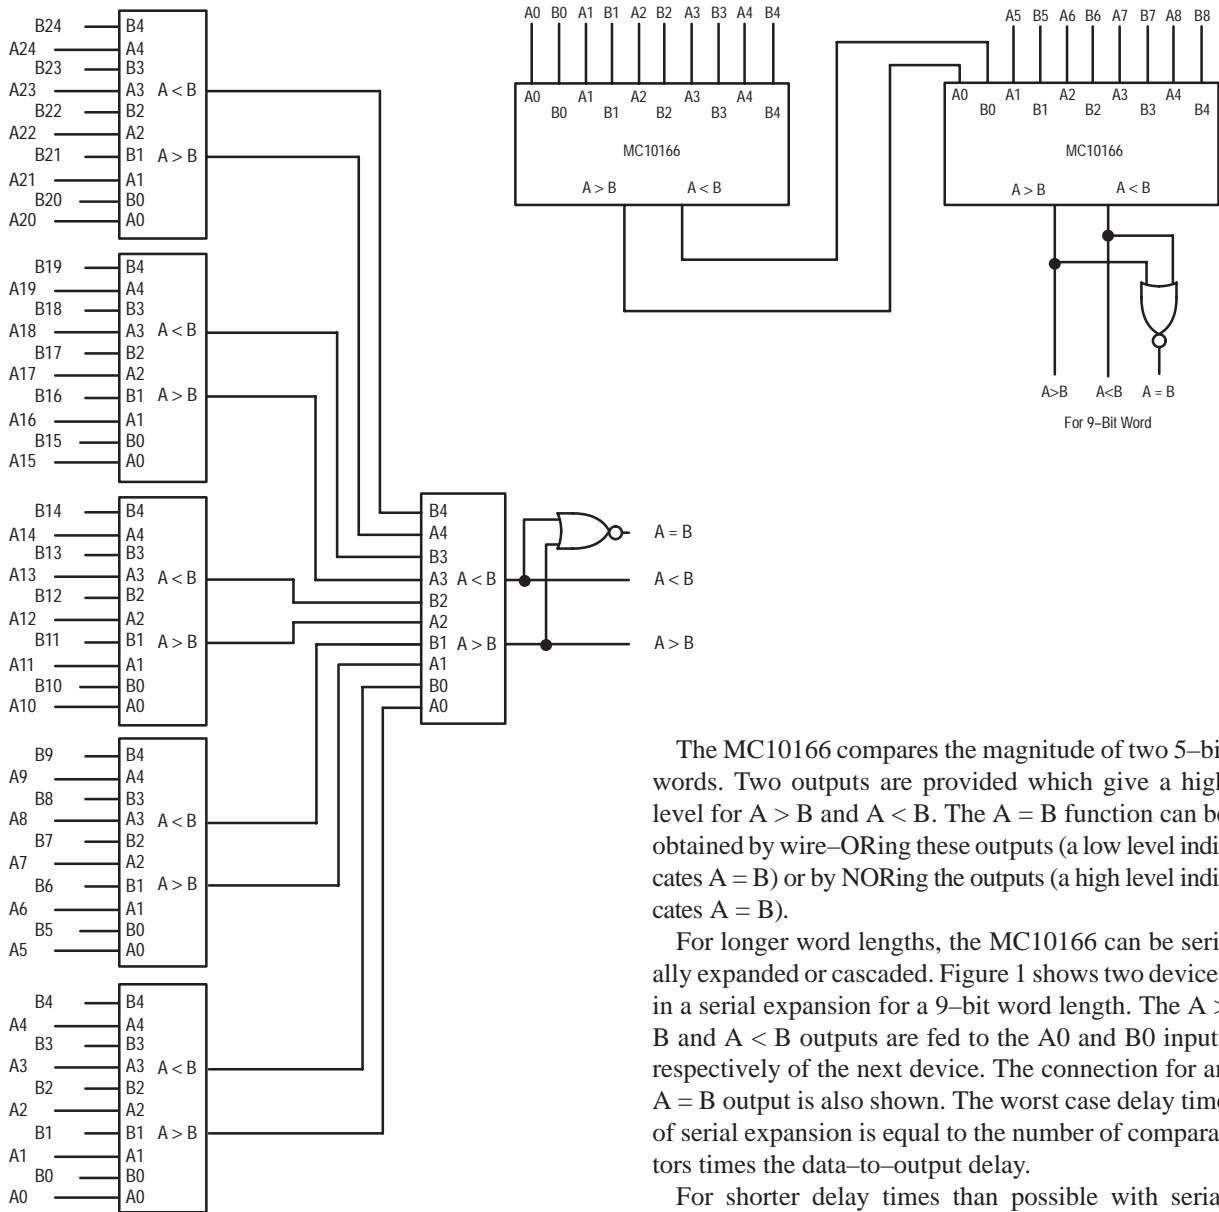 B24 B4
A24 A4
B23 B3
A23 A3 A < B
B22 B2
A22 A2
B21 B1 A > B
A21 A1
B20 B0
A20 A0
B19 B4
A19 A4
B18 B3
A18 A3 A < B
B17 B2
A17 A2
B16 B1 A > B
A16 A1
B15 B0
A15 A0
B14 B4
A14 A4
B13 B3
A13 A3 A < B
B12 B2
A12 A2
B11 B1 A > B
A11 A1
B10 B0
A10 A0
B9 B4
A9 A4
B8 B3
A8 A3 A < B
B7 B2
A7 A2
B6 B1 A > B
A6 A1
B5 B0
A5 A0
B4 B4
A4 A4
B3 B3
A3 A3 A < B
B2 B2
A2 A2
B1 B1 A > B
A1 A1
B0 B0
A0 A0
B4
A4
B3
A3 A < B
B2
A2
B1 A > B
A1
B0
A0
A = B
A < B
A > B
A0 B0 A1 B1 A2 B2 A3 B3 A4 B4
A0 A1 A2 A3 A4
B0 B1 B2 B3 B4
MC10166
A > B A < B
A5 B5 A6 B6 A7 B7 A8 B8
A0 A1 A2 A3 A4
B0 B1 B2 B3 B4
MC10166
A > B A < B
A>B A<B A = B
For 9–Bit Word
The MC10166 compares the magnitude of two 5–bi
words. Two outputs are provided which give a high
level for A > B and A < B. The A = B function can be
obtained by wire–ORing these outputs (a low level indi
cates A = B) or by NORing the outputs (a high level indi
cates A = B).
For longer word lengths, the MC10166 can be seri
ally expanded or cascaded. Figure 1 shows two device
in a serial expansion for a 9–bit word length. The A >
B and A < B outputs are fed to the A0 and B0 input
respectively of the next device. The connection for an
A = B output is also shown. The worst case delay time
of serial expansion is equal to the number of compara
tors times the data–to–output delay.
For shorter delay times than possible with seria